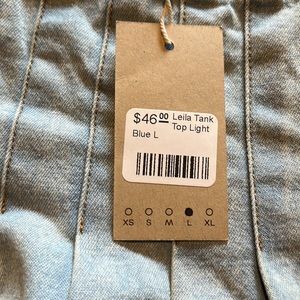 $46.00 Leila Tank
Blue L Top Light
XS S M L XL